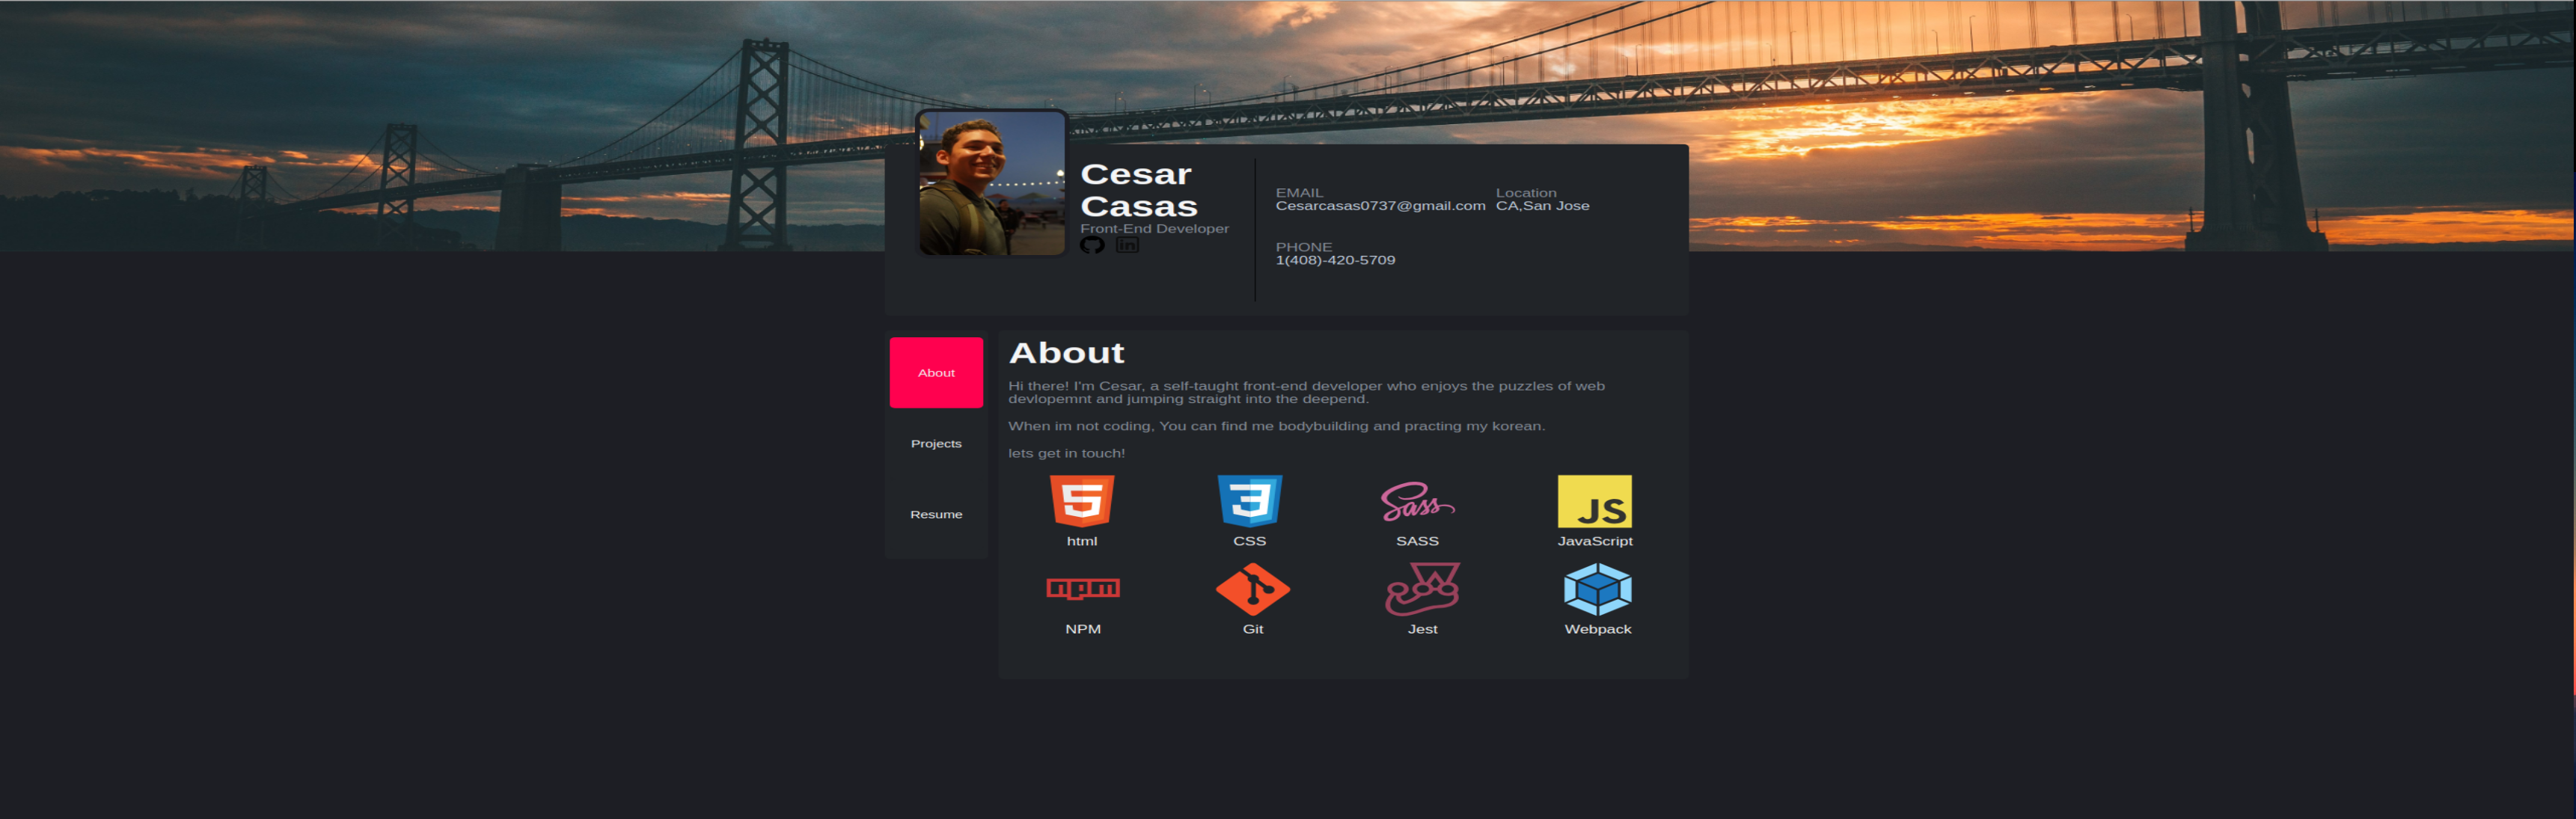 Cesar
Casas
Front-End Developer
in
EMAIL
Cesarcasas0737@gmail.com
Location
CA,San Jose
PHONE
1(408)-420-5709
About
Projects
Resume
About
Hi there! I'm Cesar, a self-taught front-end developer who enjoys the puzzles of web
devlopemnt and jumping straight into the deepend.
When im not coding, You can find me bodybuilding and practing my korean.
lets get in touch!
5
3
Sass
JS
html
CSS
SASS
JavaScript
npm
NPM
Git
Jest
Webpack